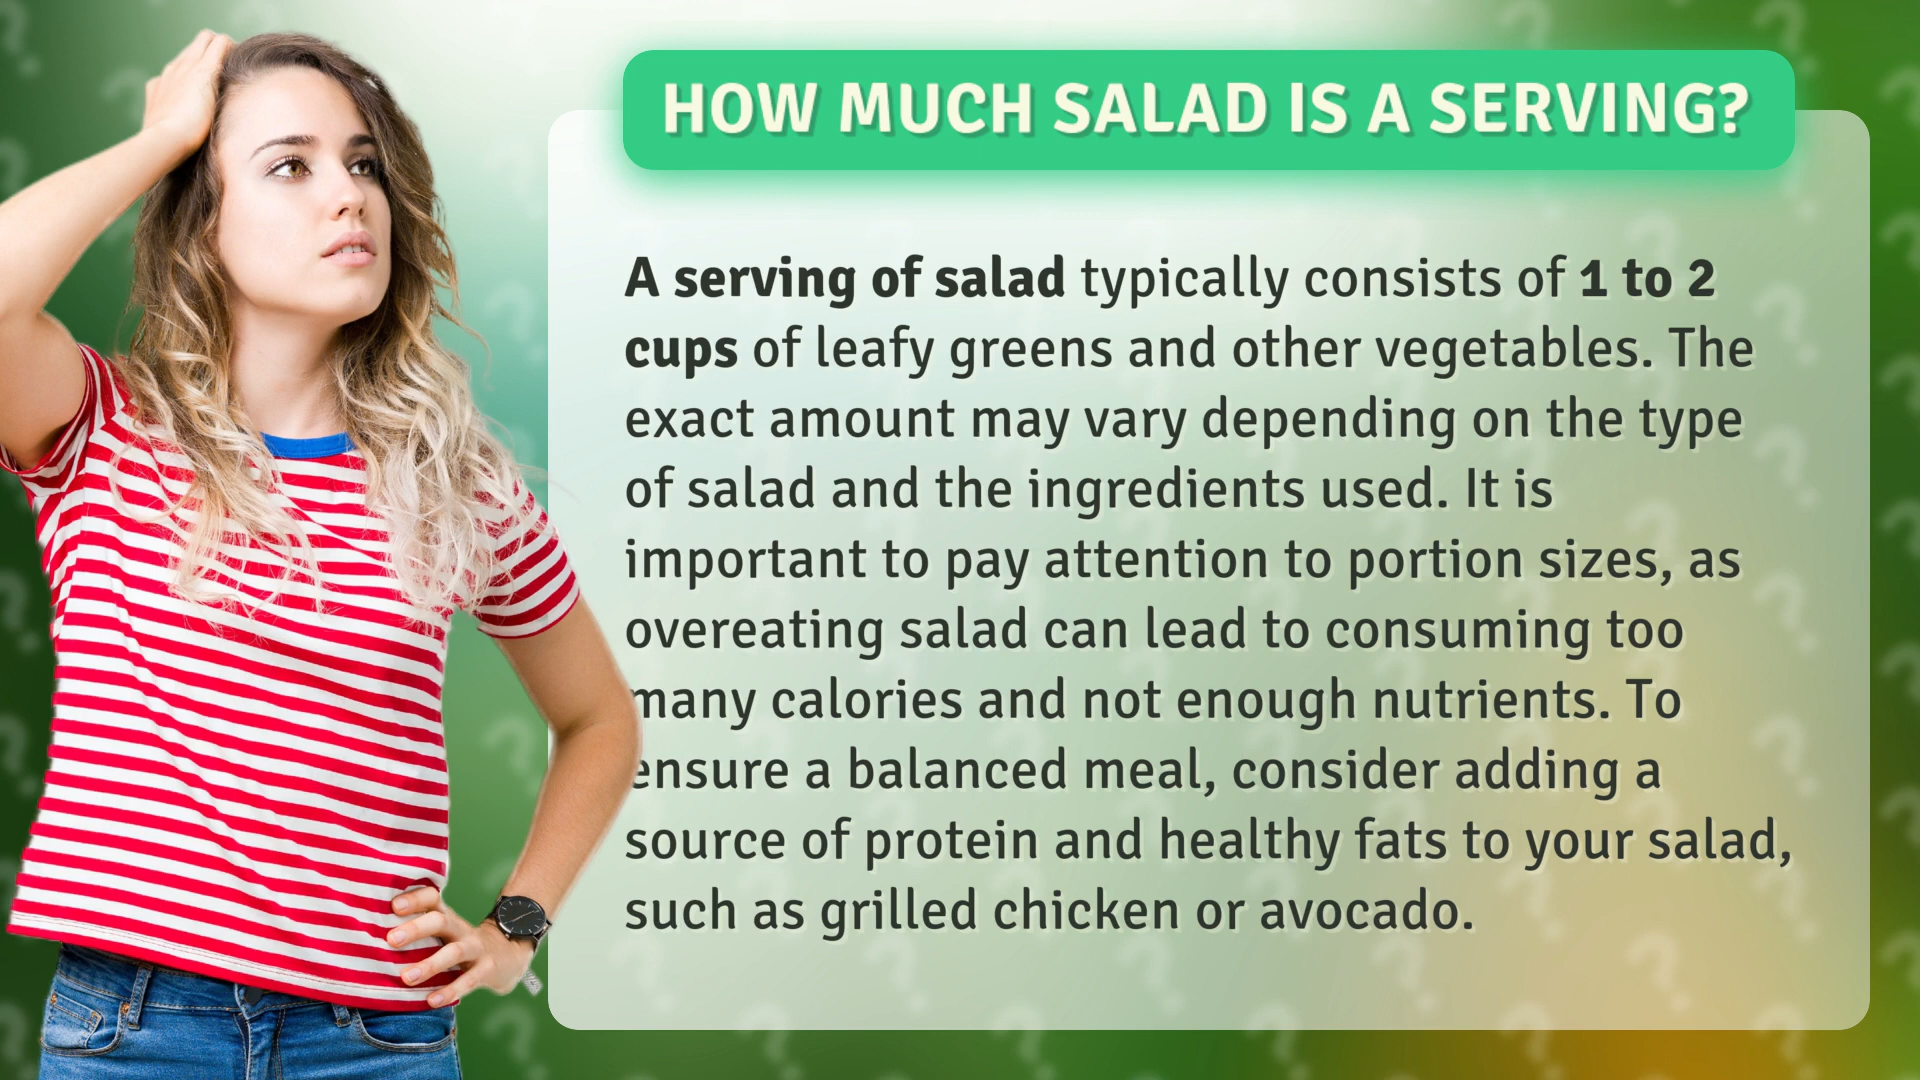 HOW MUCH SALAD IS A SERVING?
A serving of salad typically consists of 1 to 2
cups of leafy greens and other vegetables. The
exact amount may vary depending on the type
of salad and the ingredients used. It is
important to pay attention to portion sizes, as
overeating salad can lead to consuming too
many calories and not enough nutrients. To
ensure a balanced meal, consider adding a
source of protein and healthy fats to your salad,
such as grilled chicken or avocado.